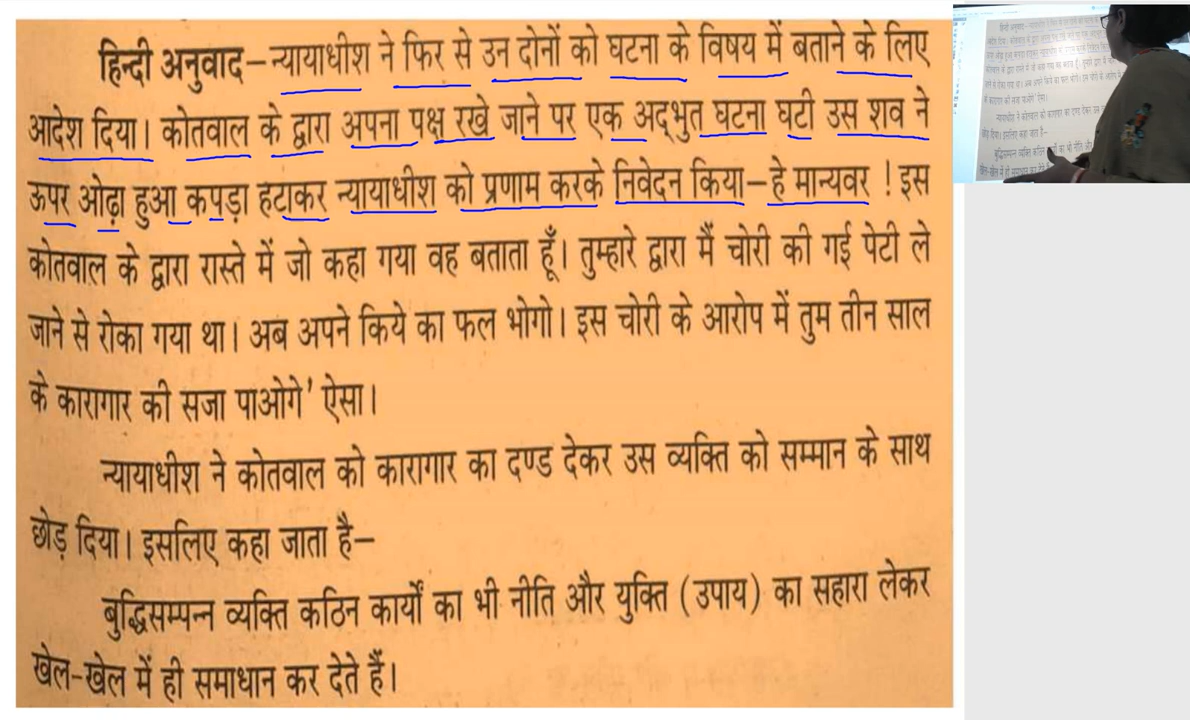 हिन्दी अनुवाद–न्यायाधीश ने फिर से उन दोनों को घटना के विषय में बताने के लिए
आदेश दिया। कोतवाल के द्वारा अपना पक्ष रखे जाने पर एक अद्भुत घटना घटी उस शव ने
ऊपर ओढ़ा हुआ कपड़ा हटाकर न्यायाधीश को प्रणाम करके निवेदन किया–हे मान्यवर ! इस
कोतवाल के द्वारा रास्ते में जो कहा गया वह बताता हूँ। तुम्हारे द्वारा मैं चोरी की गई पेटी ले
जाने से रोका गया था। अब अपने किये का फल भोगो। इस चोरी के आरोप में तुम तीन साल
के कारागार की सजा पाओगे' ऐसा।
न्यायाधीश ने कोतवाल को कारागार का दण्ड देकर उस व्यक्ति को सम्मान के साथ
छोड़ दिया। इसलिए कहा जाता है–
बुद्धिसम्पन्न व्यक्ति कठिन कार्यों का भी नीति और युक्ति (उपाय) का सहारा लेकर
खेल-खेल में ही समाधान कर देते हैं।